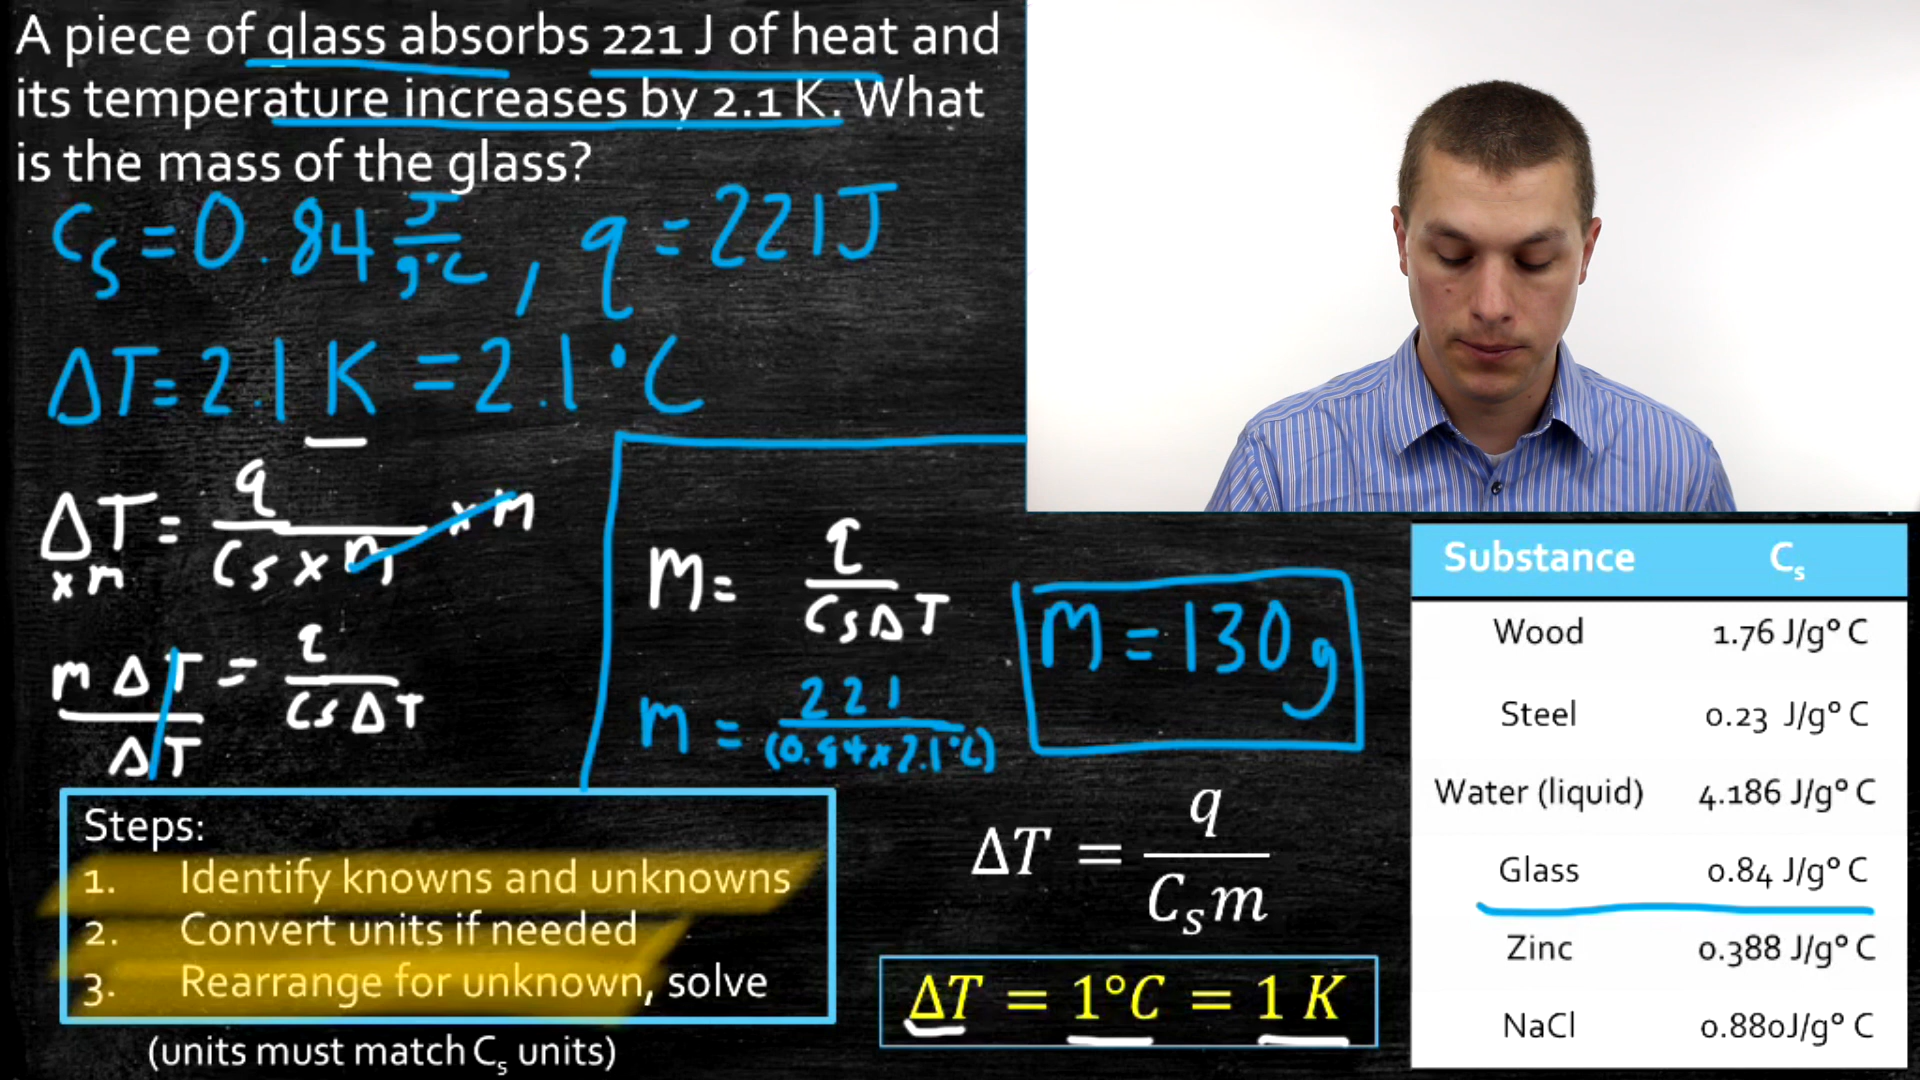 A piece of glass absorbs 221 J of heat and
its temperature increases by 2.1 K. What
is the mass of the glass?
Cs = 0.84 J/g°C, q = 221J
ΔT = 2.1 K = 2.1°C
ΔT = q / Cs x m x m
x m
m ΔT / ΔT = q / Cs ΔT
m = q / Cs ΔT
m = 221 / (0.84 x 2.1°C)
m = 130 g
Steps:
1. Identify knowns and unknowns
2. Convert units if needed
3. Rearrange for unknown, solve
(units must match Cs units)
ΔT = q / Cs m
ΔT = 1°C = 1 K
Substance Cs
Wood 1.76 J/g° C
Steel 0.23 J/g° C
Water (liquid) 4.186 J/g° C
Glass 0.84 J/g° C
Zinc 0.388 J/g° C
NaCl 0.880J/g° C